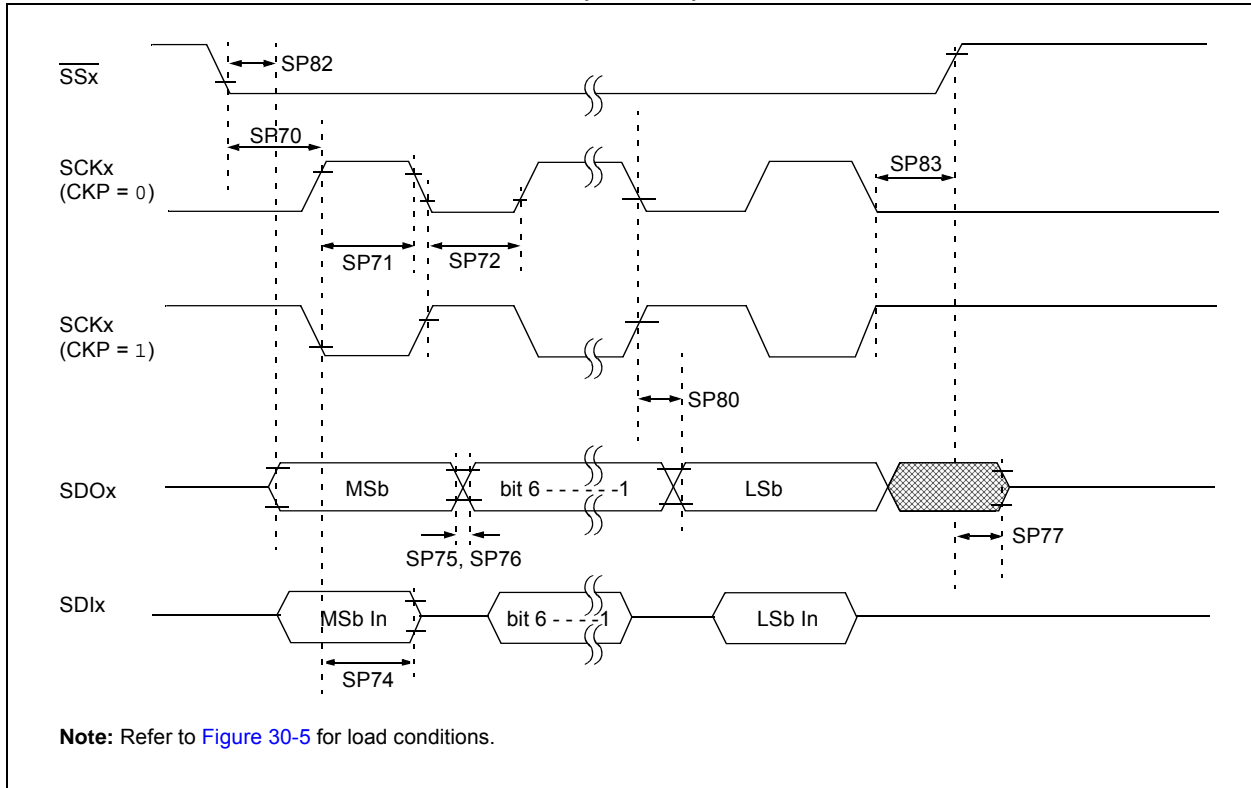 SSx
SP82
SP70
SCKx
(CKP = 0)
SP83
SP71
SP72
SCKx
(CKP = 1)
SP80
SDOx
MSb
bit 6 - - - - - -1
LSb
SP77
SP75, SP76
SDIx
MSb In
bit 6 - - - -1
LSb In
SP74
Note: Refer to Figure 30-5 for load conditions.